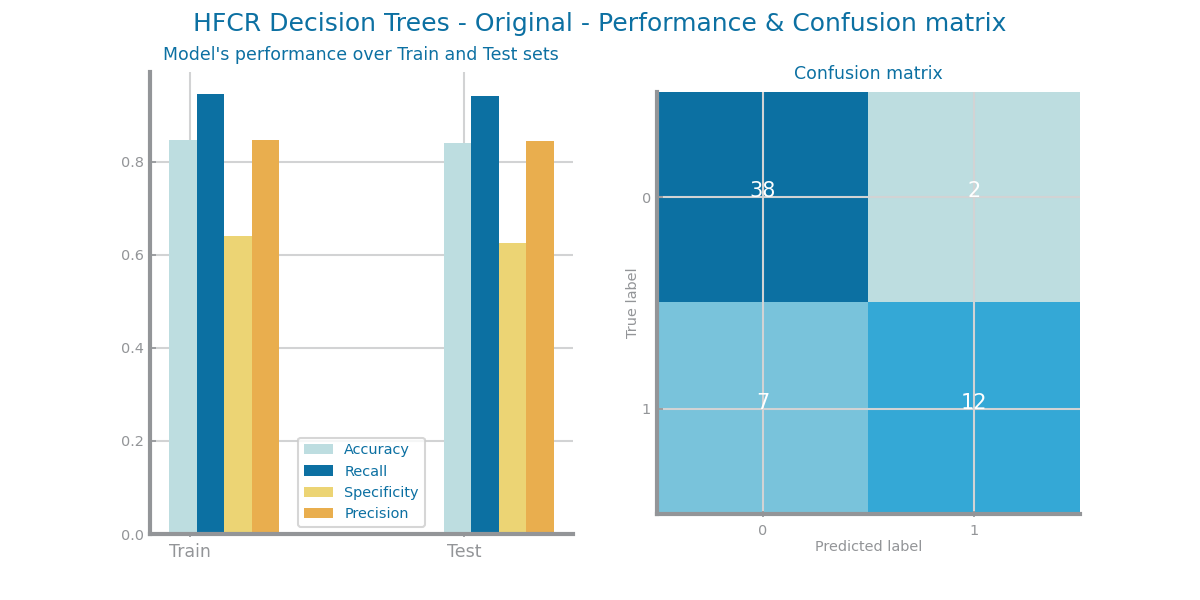 HFCR Decision Trees - Original - Performance & Confusion matrix
Model's performance over Train and Test sets
0.8
0.6
0.4
0.2
0.0
Train
Test
Accuracy
Recall
Specificity
Precision
Confusion matrix
True label
0
1
38
2
7
12
0
1
Predicted label